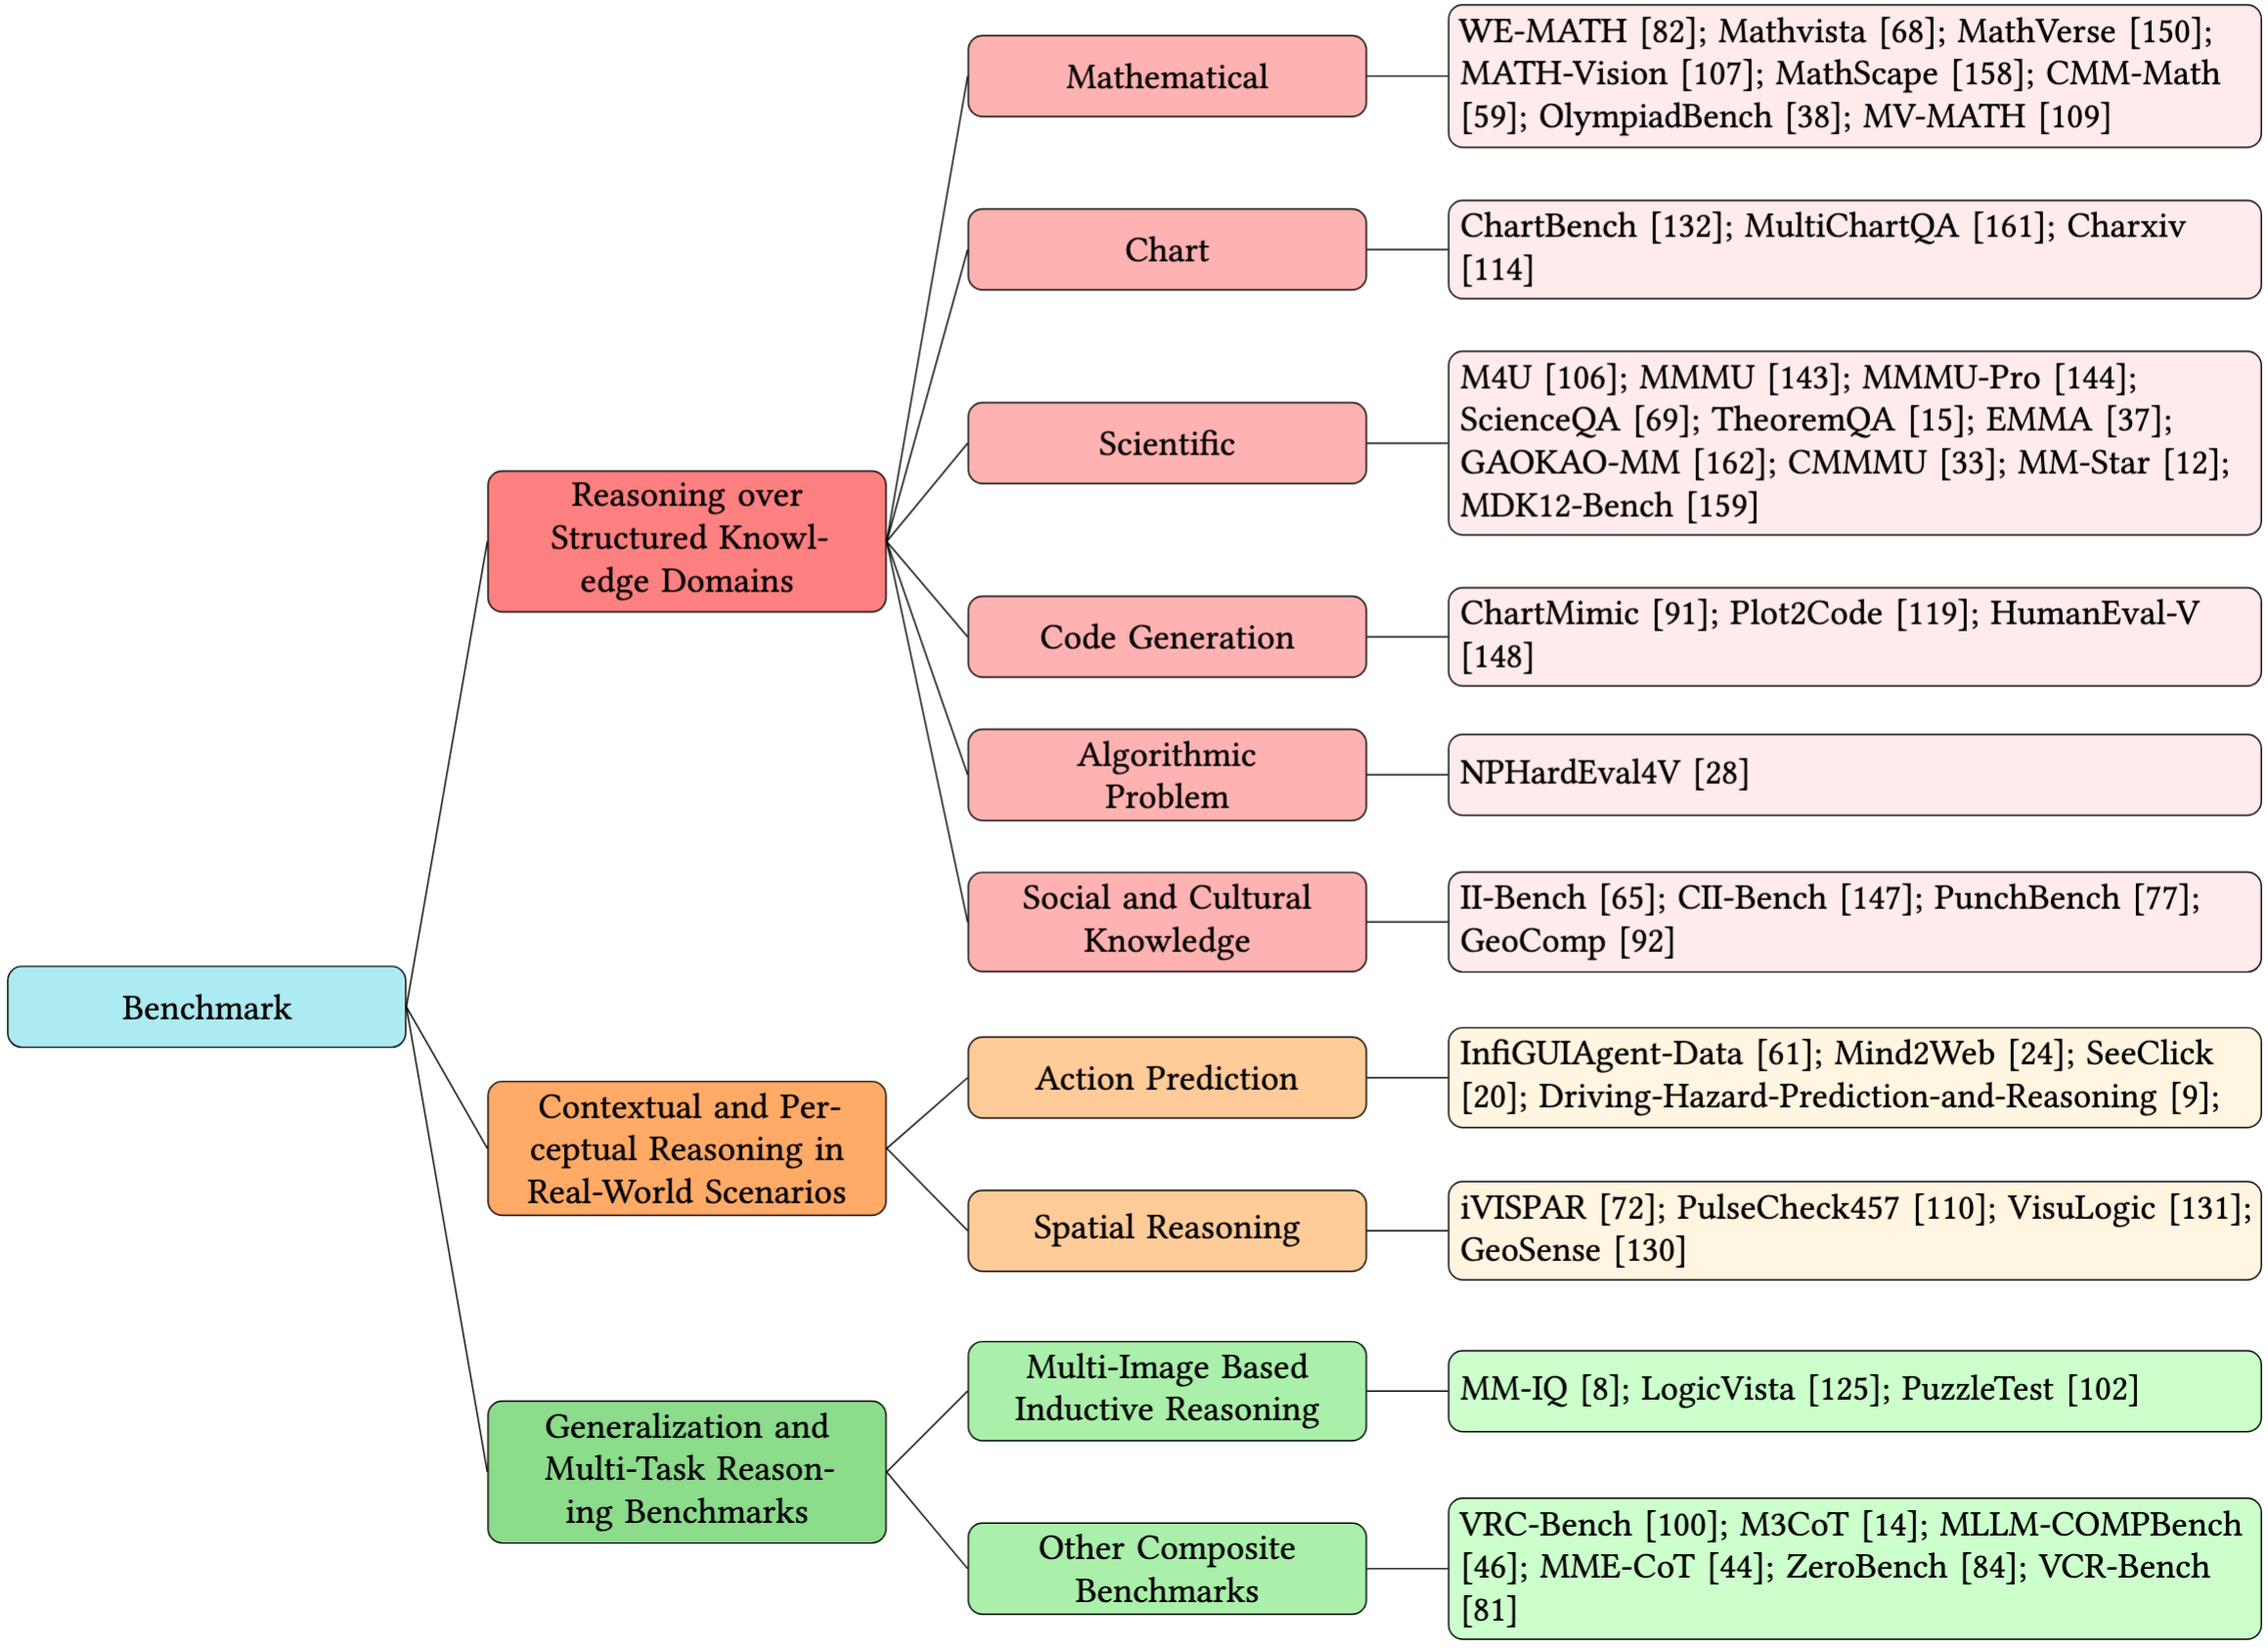 Benchmark
Reasoning over
Structured Knowl-
edge Domains
Mathematical
WE-MATH [82]; Mathvista [68]; MathVerse [150];
MATH-Vision [107]; MathScape [158]; CMM-Math
[59]; OlympiadBench [38]; MV-MATH [109]
Chart
ChartBench [132]; MultiChartQA [161]; Charxiv
[114]
Scientific
M4U [106]; MMMU [143]; MMMU-Pro [144];
ScienceQA [69]; TheoremQA [15]; EMMA [37];
GAOKAO-MM [162]; CMMMU [33]; MM-Star [12];
MDK12-Bench [159]
Code Generation
ChartMimic [91]; Plot2Code [119]; HumanEval-V
[148]
Algorithmic
Problem
NPHardEval4V [28]
Social and Cultural
Knowledge
II-Bench [65]; CII-Bench [147]; PunchBench [77];
GeoComp [92]
Contextual and Per-
ceptual Reasoning in
Real-World Scenarios
Action Prediction
InfiGUIAgent-Data [61]; Mind2Web [24]; SeeClick
[20]; Driving-Hazard-Prediction-and-Reasoning [9];
Spatial Reasoning
iVISPAR [72]; PulseCheck457 [110]; VisuLogic [131];
GeoSense [130]
Generalization and
Multi-Task Reason-
ing Benchmarks
Multi-Image Based
Inductive Reasoning
MM-IQ [8]; LogicVista [125]; PuzzleTest [102]
Other Composite
Benchmarks
VRC-Bench [100]; M3CoT [14]; MLLM-COMPBench
[46]; MME-CoT [44]; ZeroBench [84]; VCR-Bench
[81]